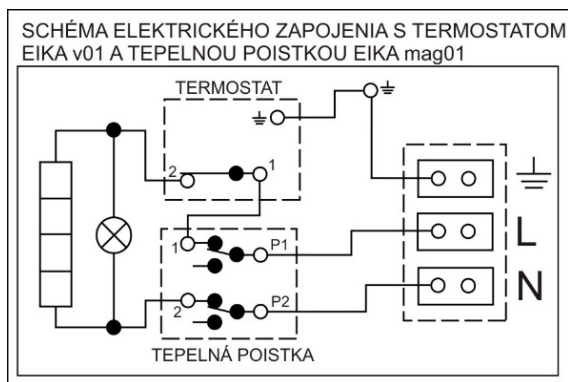 SCHÉMA ELEKTRICKÉHO ZAPOJENIA S TERMOSTATOM
EIKA v01 A TEPELNOU POISTKOU EIKA mag01
TERMOSTAT
2
1
1
P1
L
2
P2
N
TEPELNÁ POISTKA